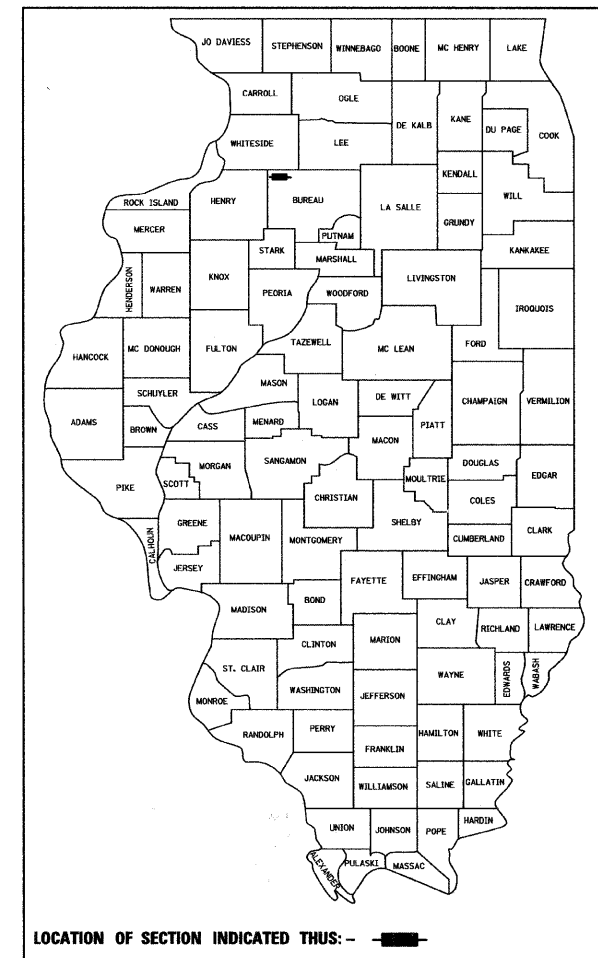 JO DAVIESS STEPHENSON WINNEBAGO BOONE MC HENRY LAKE
CARROLL OGLE
DE KALB KANE DU PAGE COOK
WHITESIDE LEE
KENDALL WILL
ROCK ISLAND HENRY BUREAU LA SALLE
MERCER PUTNAM GRUNDY
STARK MARSHALL KANKAKEE
HENDERSON WARREN KNOX PEORIA WOODFORD LIVINGSTON
IROQUOIS
HANCOCK MC DONOUGH FULTON TAZEWELL MC LEAN FORD
SCHUYLER MASON
ADAMS BROWN CASS MENARD LOGAN DE WITT PIATT CHAMPAIGN VERMILION
MACON
PIKE SCOTT MORGAN SANGAMON MOULTRIE DOUGLAS EDGAR
CHRISTIAN COLES
CALHOUN GREENE MACOUPIN MONTGOMERY SHELBY CUMBERLAND CLARK
JERSEY
FAYETTE EFFINGHAM JASPER CRAWFORD
MADISON BOND
CLAY RICHLAND LAWRENCE
CLINTON MARION
ST. CLAIR WAYNE EDWARDS WABASH
WASHINGTON JEFFERSON
MONROE
RANDOLPH PERRY HAMILTON WHITE
FRANKLIN
JACKSON WILLIAMSON SALINE GALLATIN
UNION JOHNSON POPE HARDIN
ALEXANDER PULASKI MASSAC
LOCATION OF SECTION INDICATED THUS: -